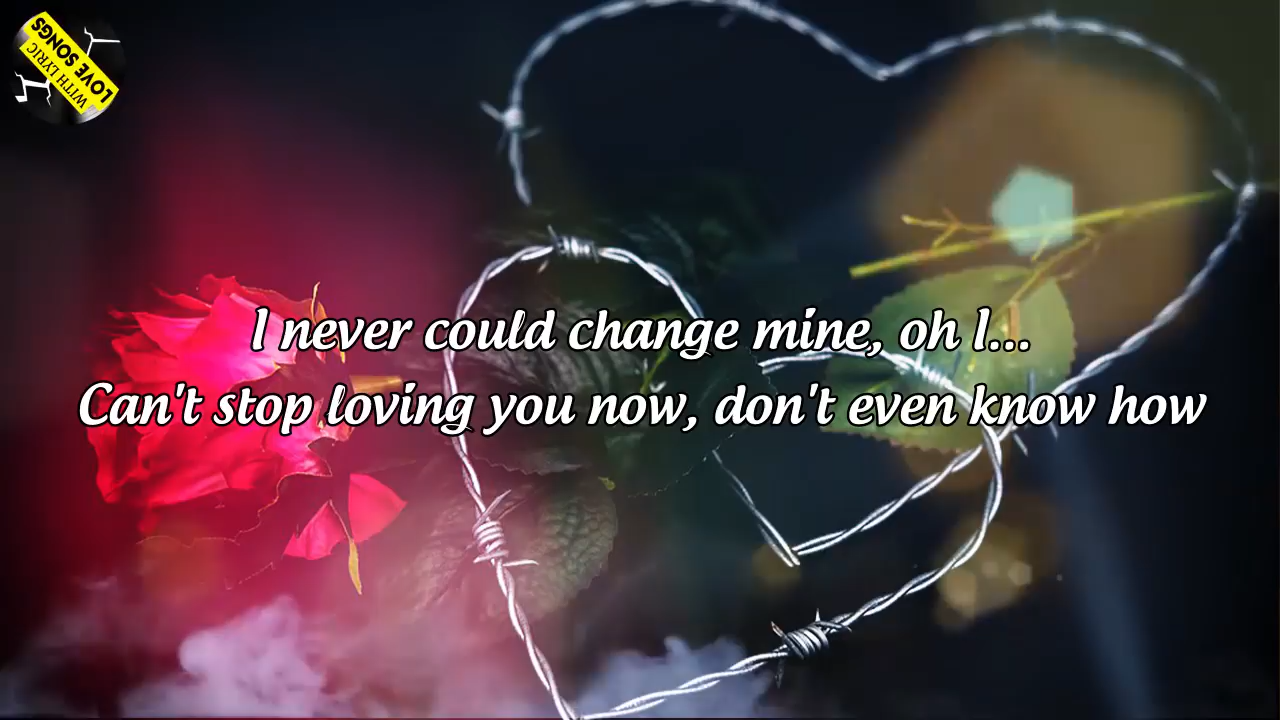 LOVE SONGS
WITH LYRIC
I never could change mine, oh I...
Can't stop loving you now, don't even know how